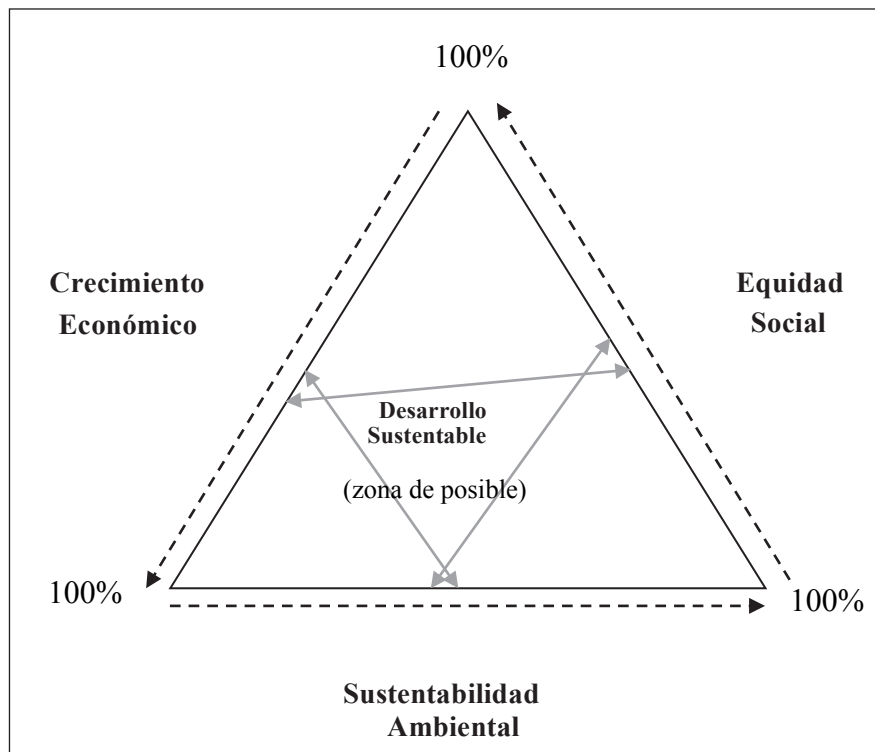 100%
Crecimiento
Económico
Equidad
Social
Desarrollo
Sustentable
(zona de posible)
100%
100%
Sustentabilidad
Ambiental